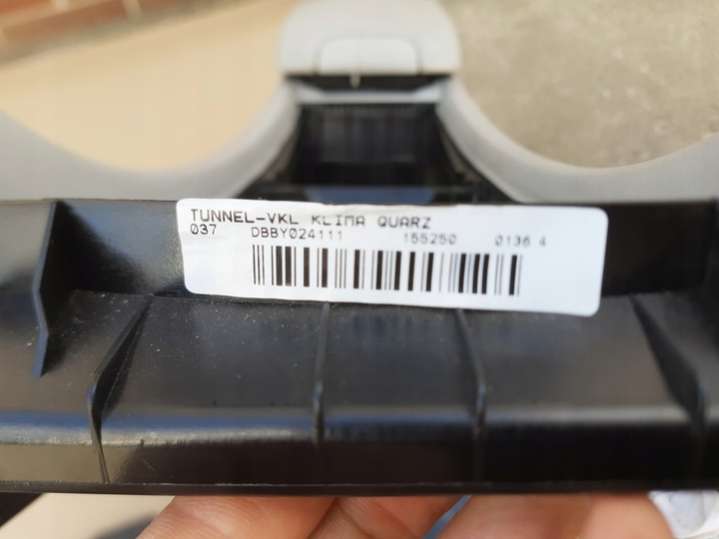 TUNNEL-VKL KLIMA QUARZ
037 DBBY024111 155250 0136 4